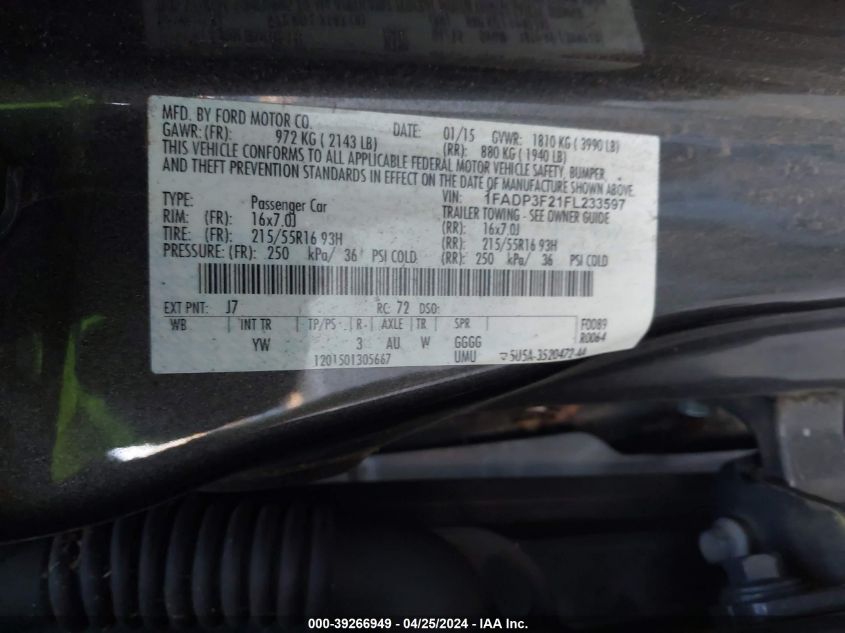 MFD. BY FORD MOTOR CO.
DATE: 01/15 GVWR: 1810 KG ( 3990 LB)
GAWR: (FR): 972 KG ( 2143 LB) (RR): 880 KG ( 1940 LB)
THIS VEHICLE CONFORMS TO ALL APPLICABLE FEDERAL MOTOR VEHICLE SAFETY, BUMPER,
AND THEFT PREVENTION STANDARDS IN EFFECT ON THE DATE OF MANUFACTURE SHOWN ABOVE.
VIN: 1FADP3F21FL233597
TYPE: Passenger Car TRAILER TOWING - SEE OWNER GUIDE
RIM: (FR): 16x7.0J (RR): 16x7.0J
TIRE: (FR): 215/55R16 93H (RR): 215/55R16 93H
PRESSURE: (FR): 250 kPa/ 36 PSI COLD (RR): 250 kPa/ 36 PSI COLD
EXT PNT: J7 RC: 72 DSO:
WB INT TR TP/PS R AXLE TR SPR F0089
YW 3 AU W GGGG R0064
1201501305667 UMU 5U5A-3520472-AA
000-39266949 - 04/25/2024 - IAA Inc.